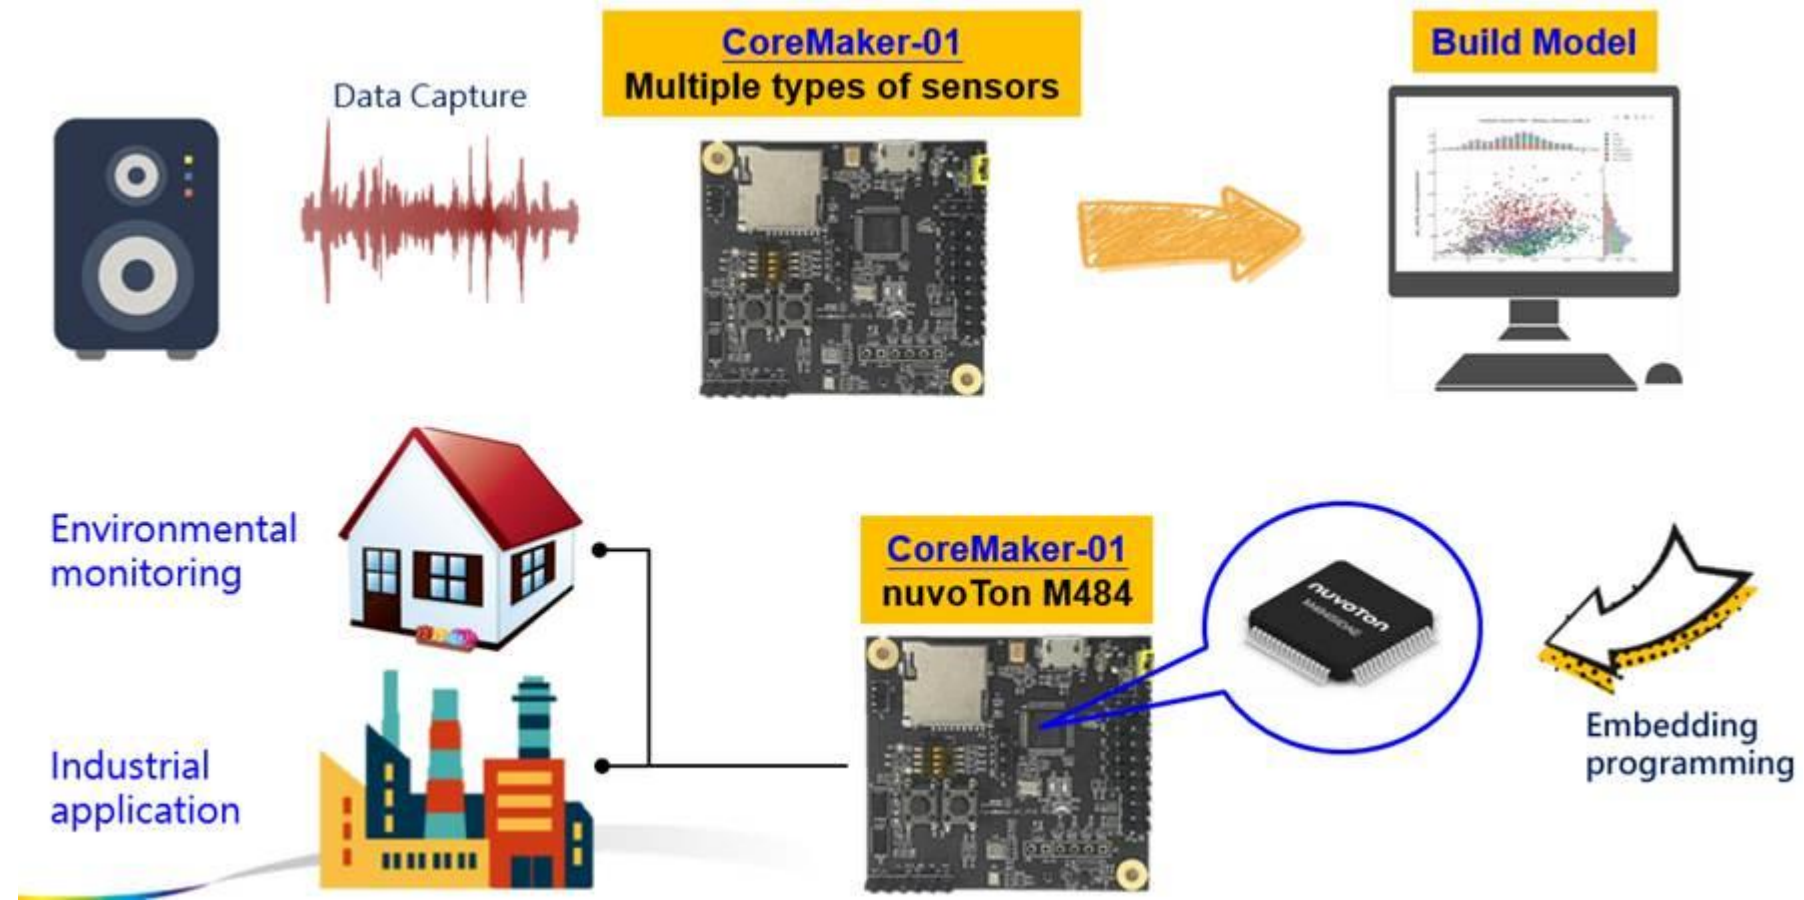 CoreMaker-01
Multiple types of sensors
Build Model
Data Capture
Environmental
monitoring
CoreMaker-01
nuvoTon M484
nuvoTon
Embedding
programming
Industrial
application